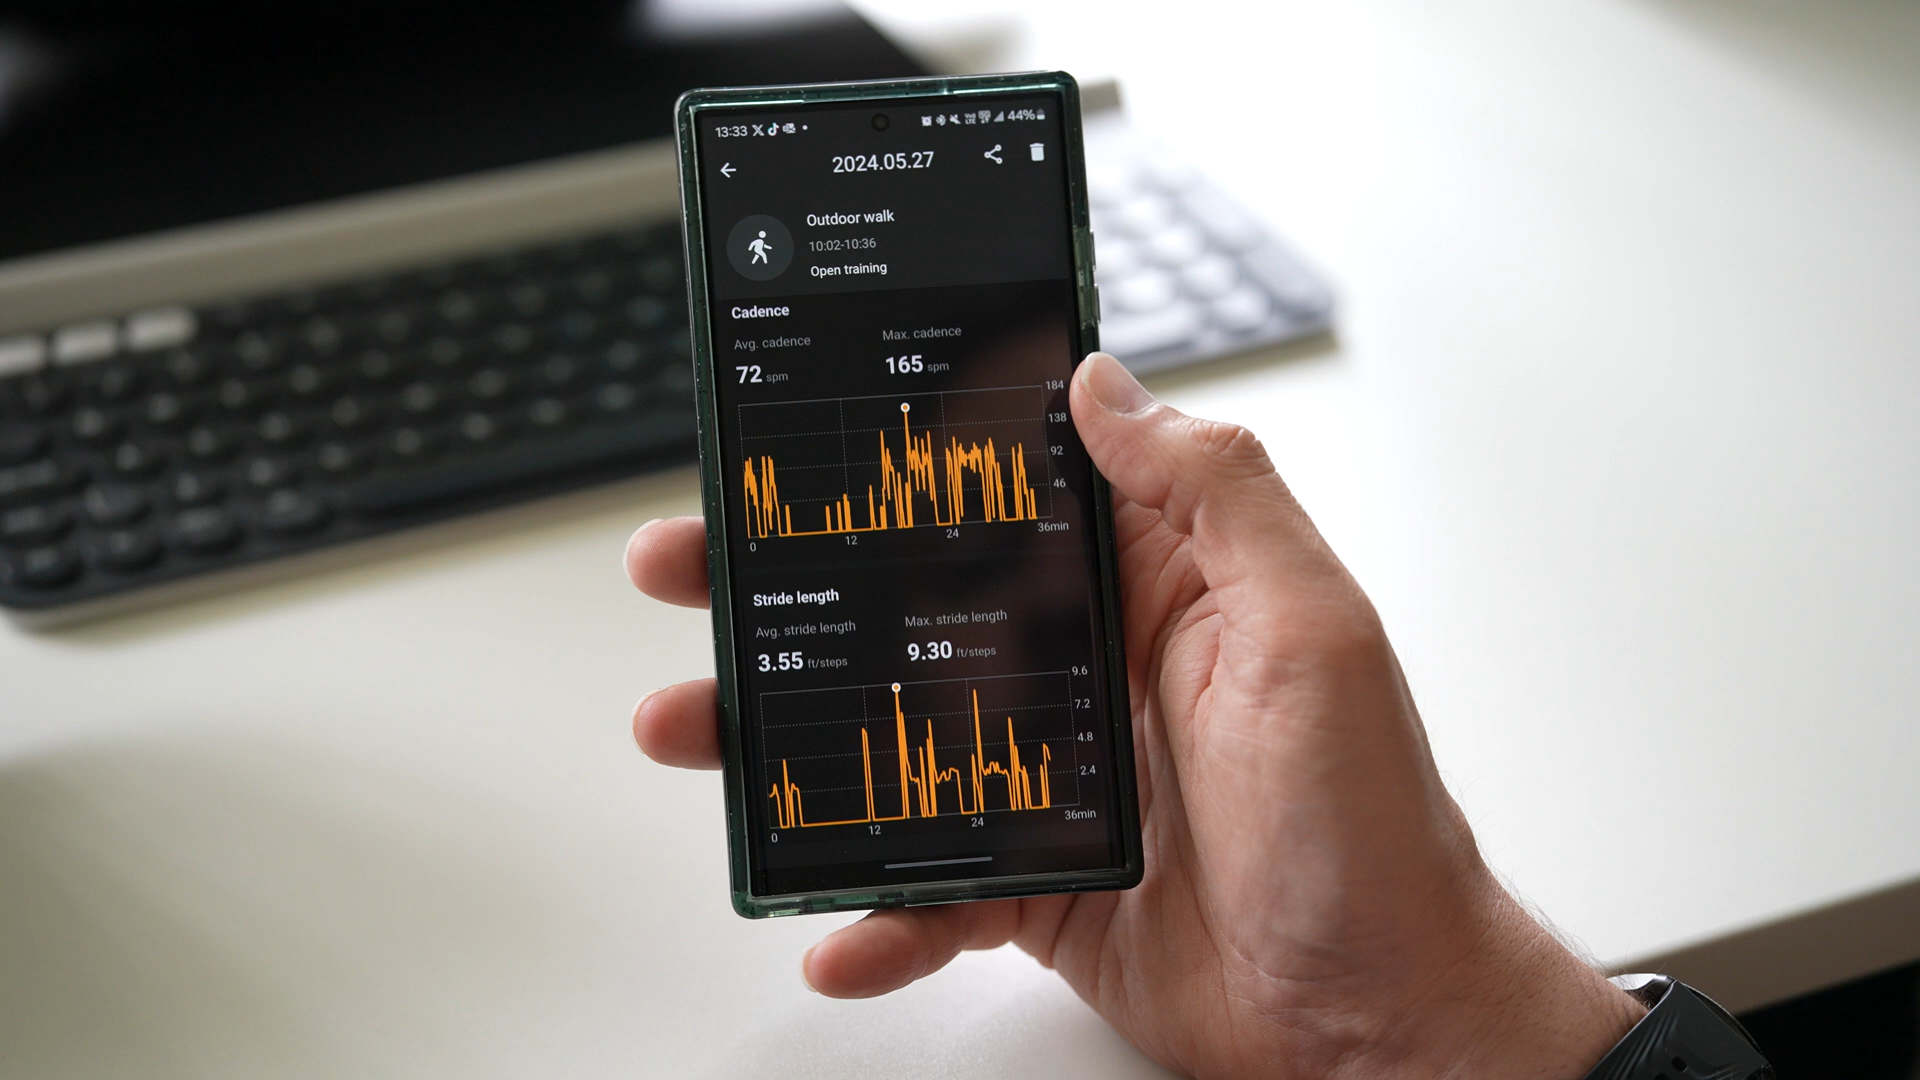 13:33 44%
2024.05.27
Outdoor walk
10:02-10:36
Open training
Cadence
Avg. cadence Max. cadence
72 spm 165 spm
184
138
92
46
0 12 24 36min
Stride length
Avg. stride length Max. stride length
3.55 ft/steps 9.30 ft/steps
9.6
7.2
4.8
2.4
0 12 24 36min